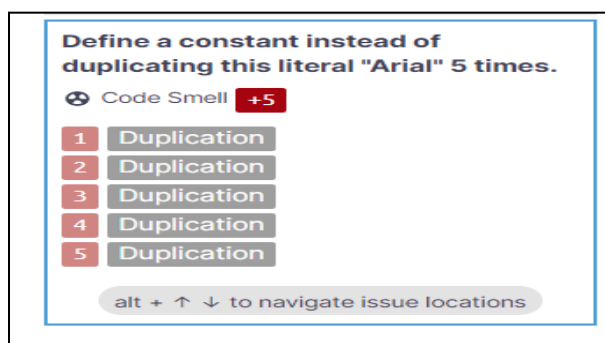 Define a constant instead of
duplicating this literal "Arial" 5 times.
Code Smell +5
1 Duplication
2 Duplication
3 Duplication
4 Duplication
5 Duplication
alt + ↑ ↓ to navigate issue locations